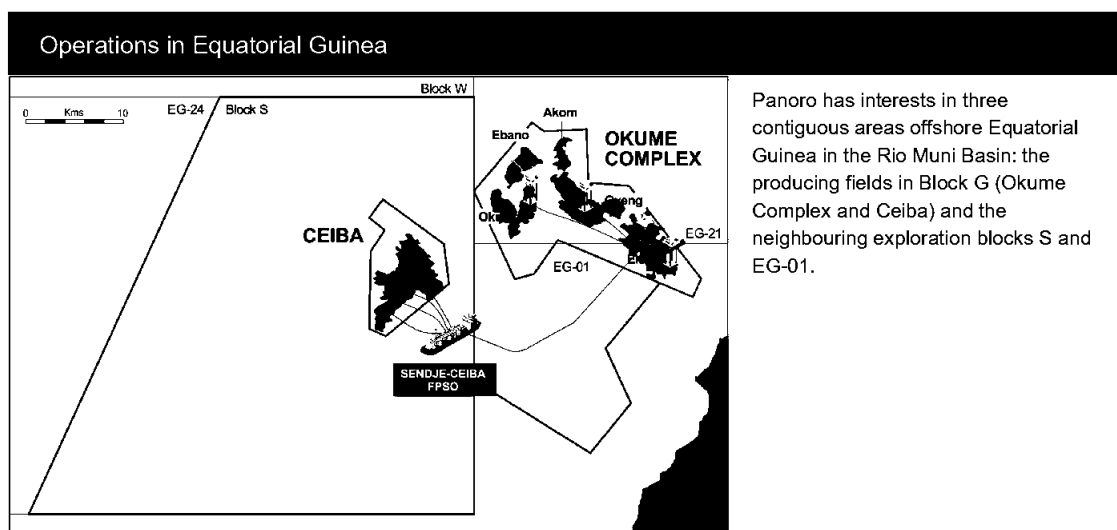 Operations in Equatorial Guinea
Block W
0 Kms 10
EG-24
Block S
Akom
Ebano
OKUME
COMPLEX
CEIBA
EG-21
EG-01
SENDJE-CEIBA
FPSO
Panoro has interests in three
contiguous areas offshore Equatorial
Guinea in the Rio Muni Basin: the
producing fields in Block G (Okume
Complex and Ceiba) and the
neighbouring exploration blocks S and
EG-01.